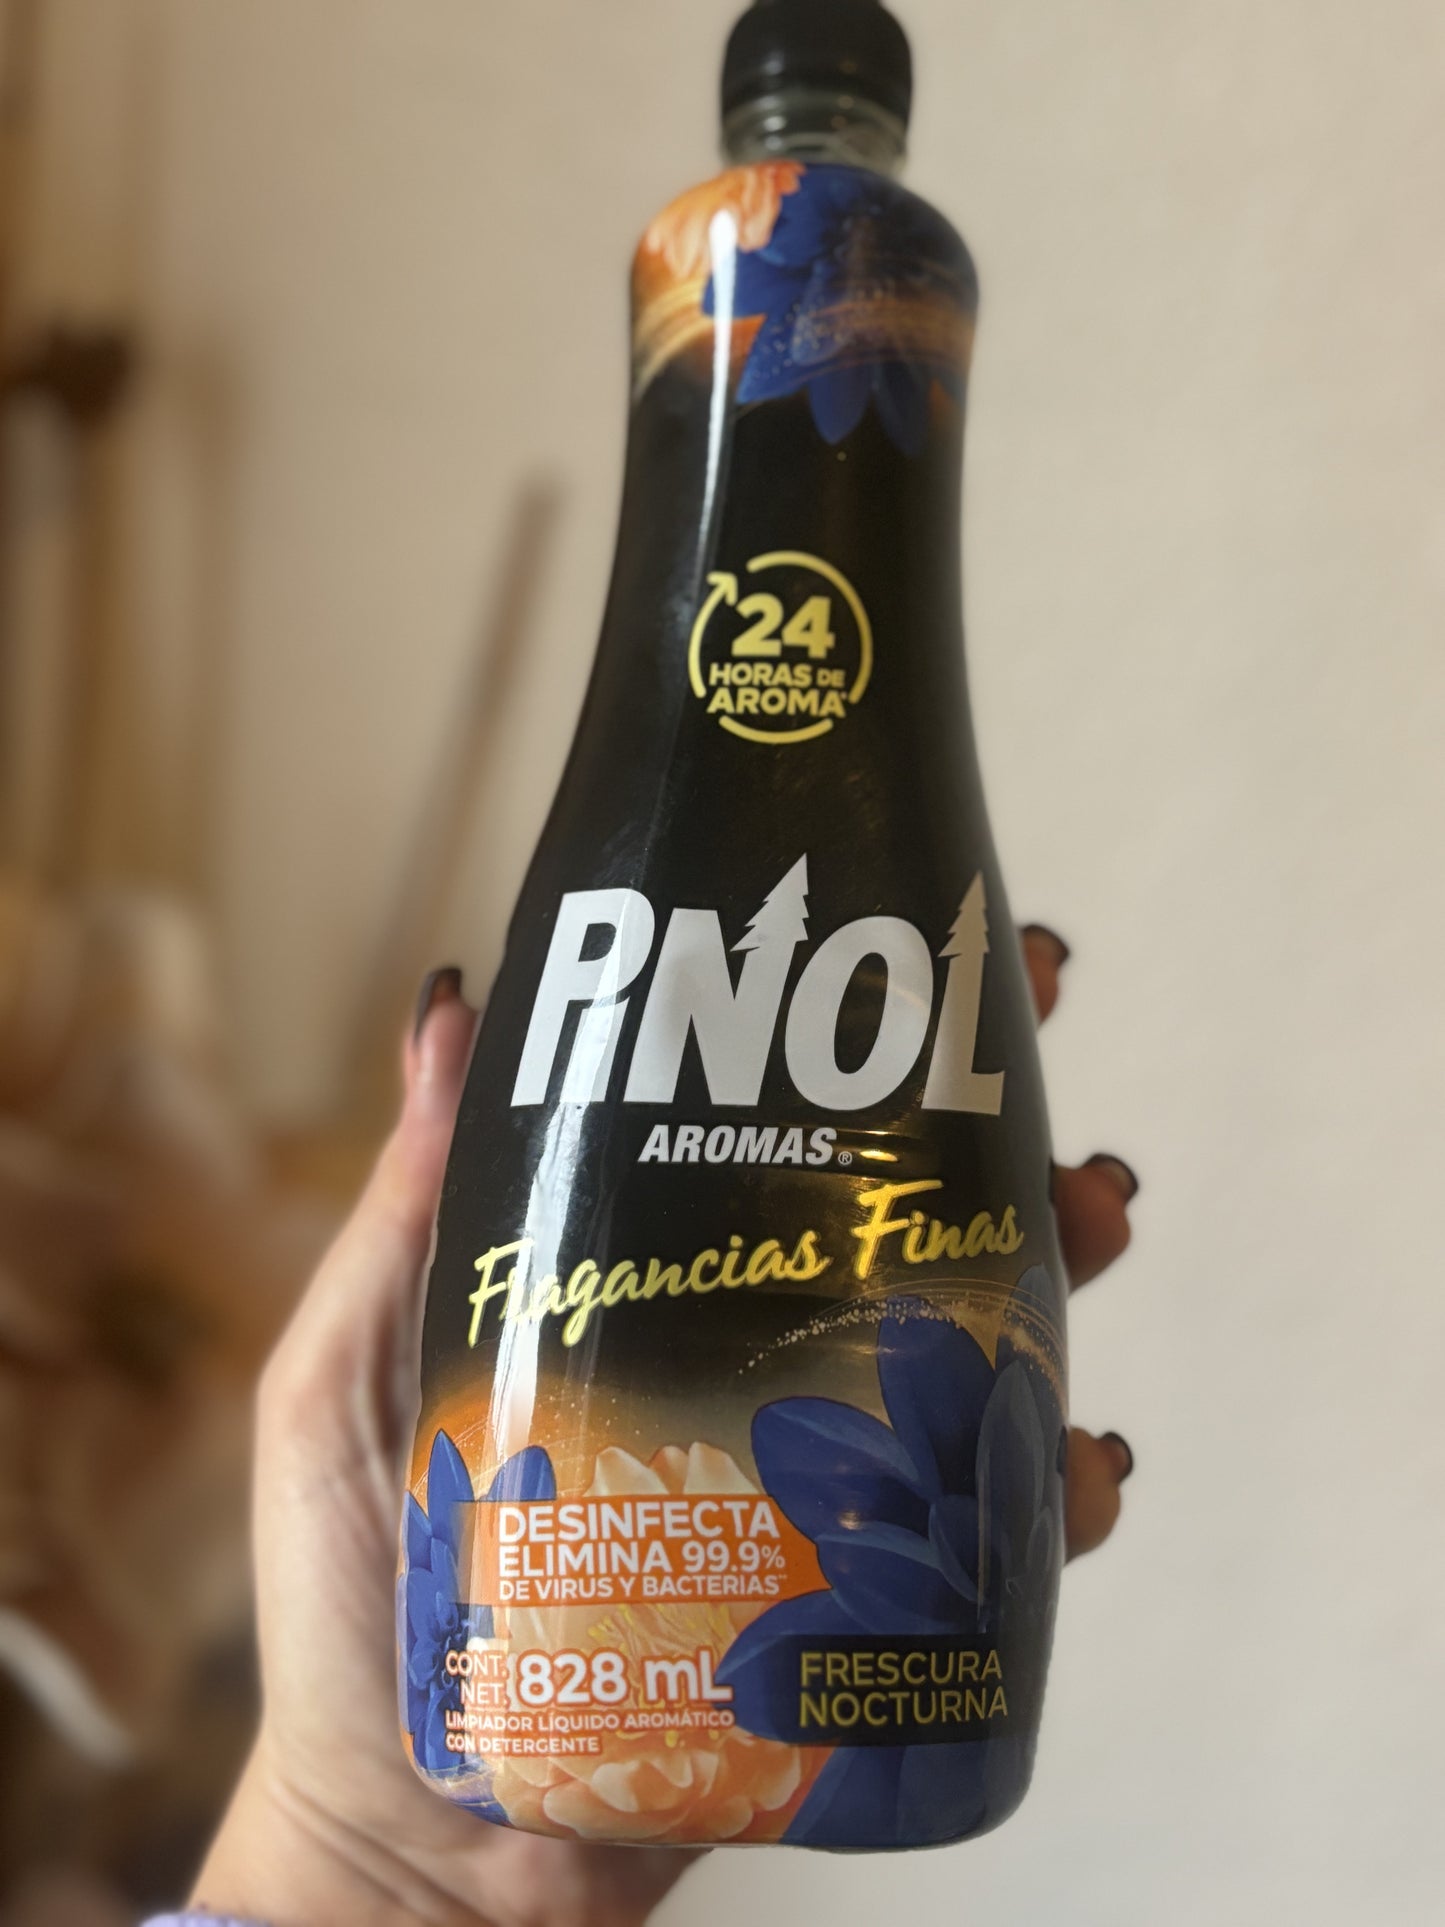 24
HORAS DE
AROMA*
PINOL
AROMAS®
Fragancias Finas
DESINFECTA
ELIMINA 99.9%
DE VIRUS Y BACTERIAS**
CONT.
NET. 828 mL
LIMPIADOR LÍQUIDO AROMÁTICO
CON DETERGENTE
FRESCURA
NOCTURNA